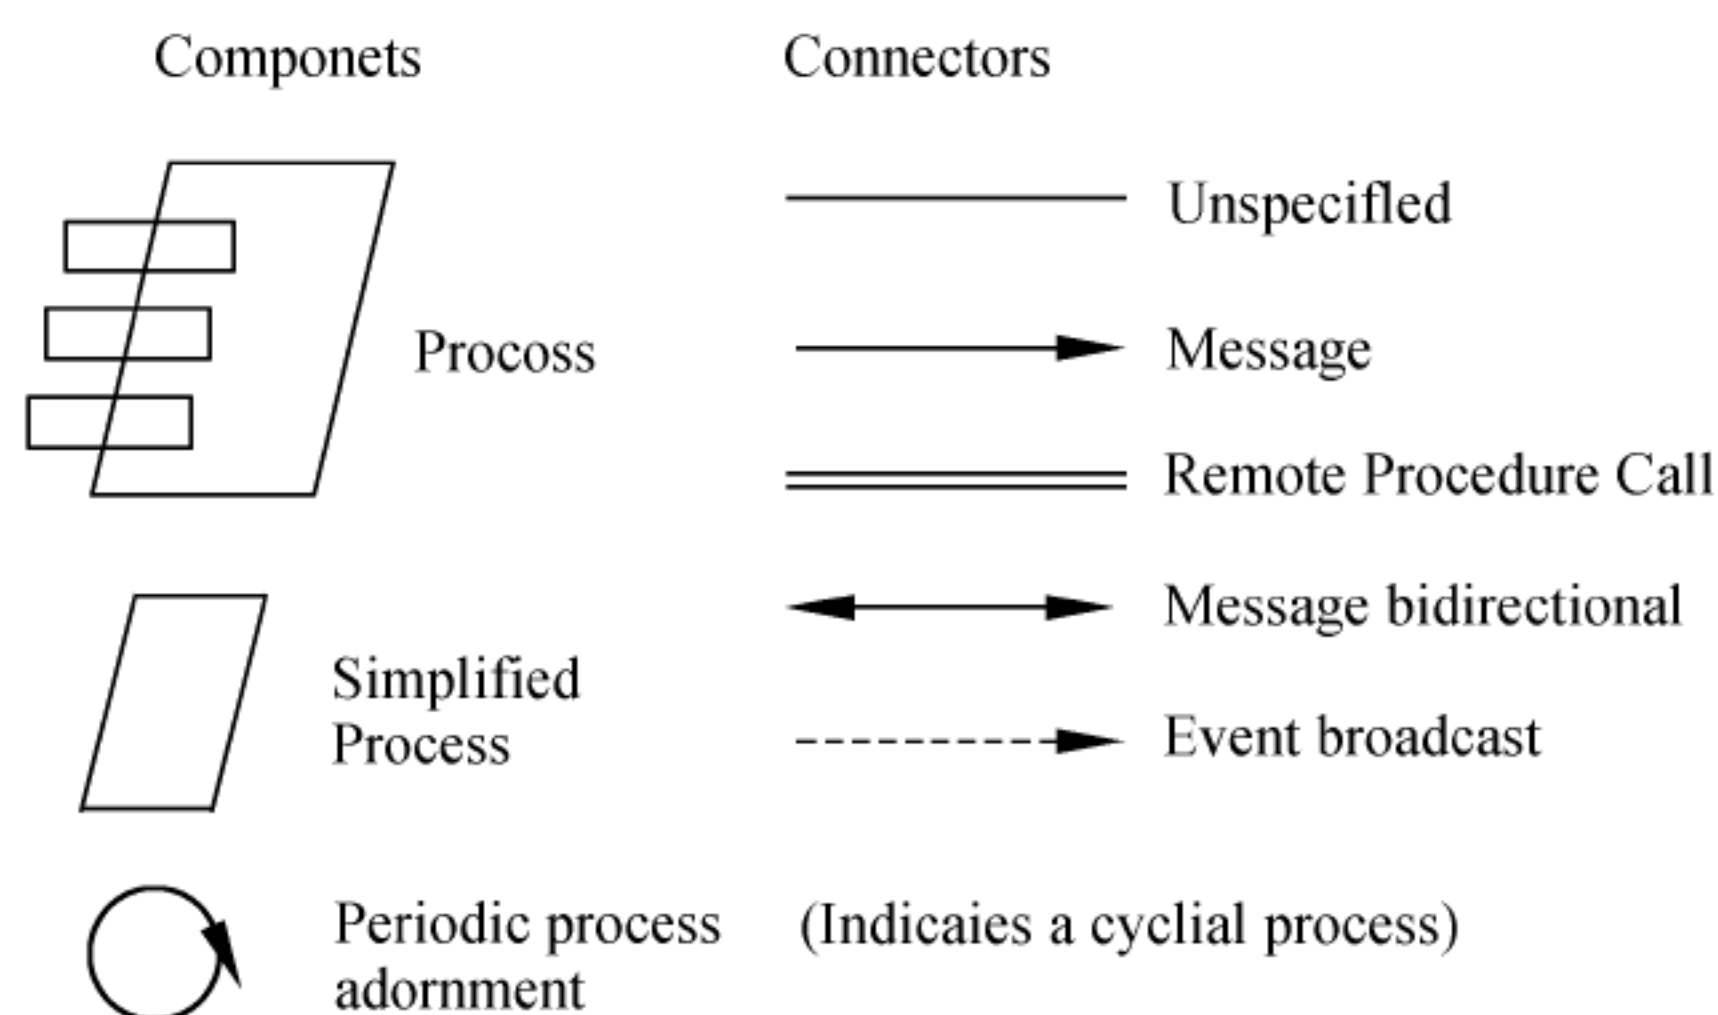 Componets
Connectors
Procoss
Unspecifled
Message
Remote Procedure Call
Simplified
Process
Message bidirectional
Event broadcast
Periodic process
adornment
(Indicaies a cyclial process)